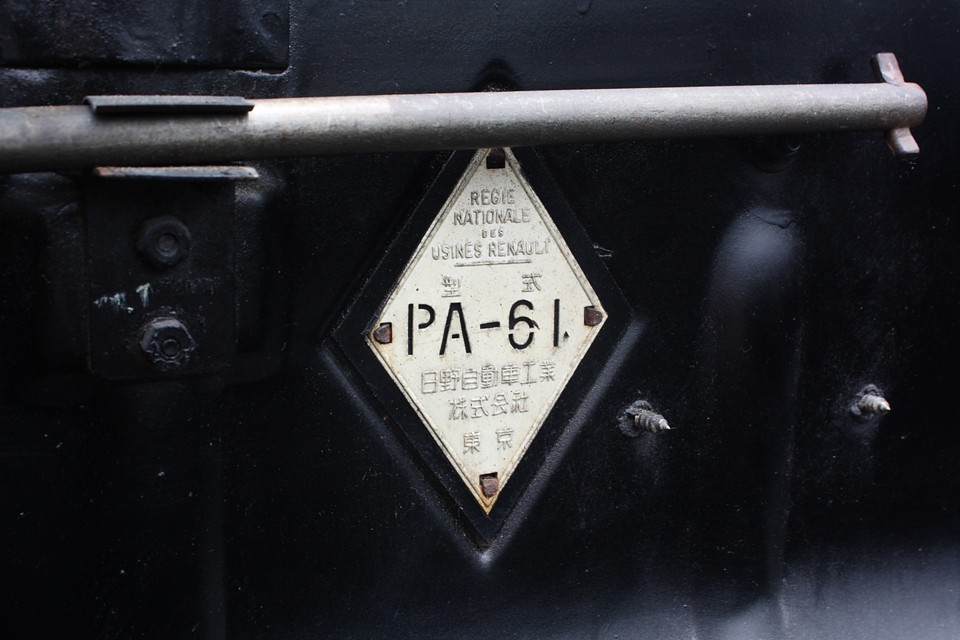 RÉGIE
NATIONALE
DES
USINES RENAULT
型 式
PA-61
日野自動車工業
株式会社
東京